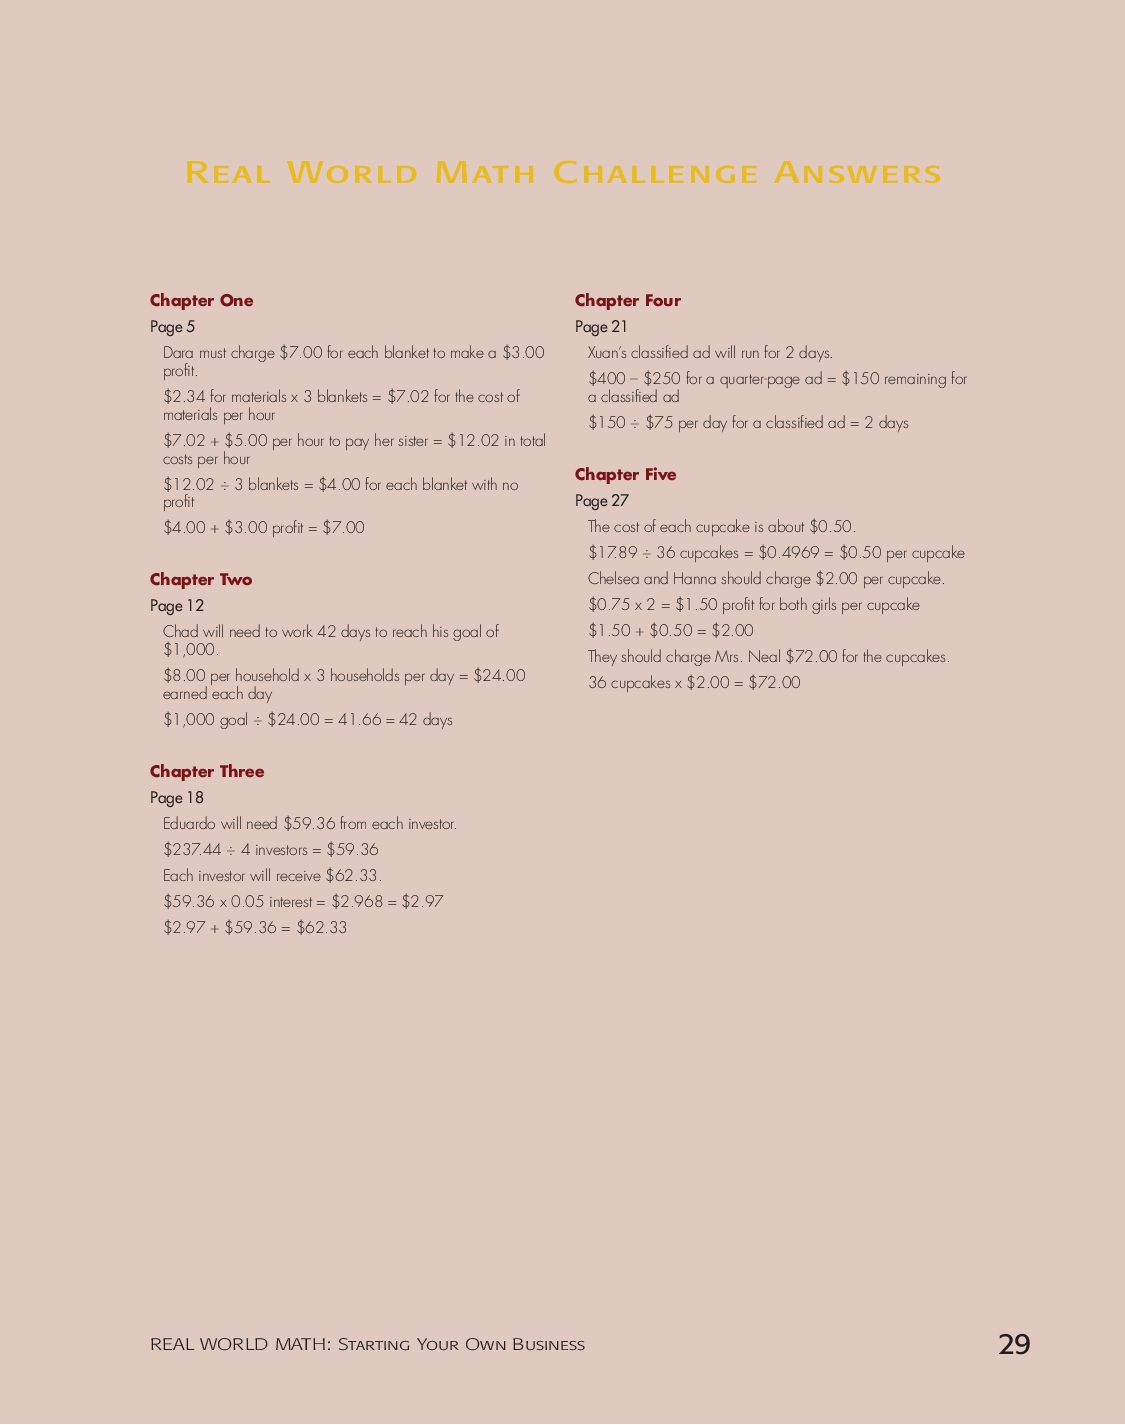 Real World Math Challenge Answers
Chapter One
Page 5
Dara must charge $7.00 for each blanket to make a $3.00
profit.
$2.34 for materials x 3 blankets = $7.02 for the cost of
materials per hour
$7.02 + $5.00 per hour to pay her sister = $12.02 in total
costs per hour
$12.02 ÷ 3 blankets = $4.00 for each blanket with no
profit
$4.00 + $3.00 profit = $7.00
Chapter Two
Page 12
Chad will need to work 42 days to reach his goal of
$1,000.
$8.00 per household x 3 households per day = $24.00
earned each day
$1,000 goal ÷ $24.00 = 41.66 = 42 days
Chapter Three
Page 18
Eduardo will need $59.36 from each investor.
$237.44 ÷ 4 investors = $59.36
Each investor will receive $62.33.
$59.36 x 0.05 interest = $2.968 = $2.97
$2.97 + $59.36 = $62.33
Chapter Four
Page 21
Xuan's classified ad will run for 2 days.
$400 – $250 for a quarter-page ad = $150 remaining for
a classified ad
$150 ÷ $75 per day for a classified ad = 2 days
Chapter Five
Page 27
The cost of each cupcake is about $0.50.
$17.89 ÷ 36 cupcakes = $0.4969 = $0.50 per cupcake
Chelsea and Hanna should charge $2.00 per cupcake.
$0.75 x 2 = $1.50 profit for both girls per cupcake
$1.50 + $0.50 = $2.00
They should charge Mrs. Neal $72.00 for the cupcakes.
36 cupcakes x $2.00 = $72.00
REAL WORLD MATH: Starting Your Own Business
29